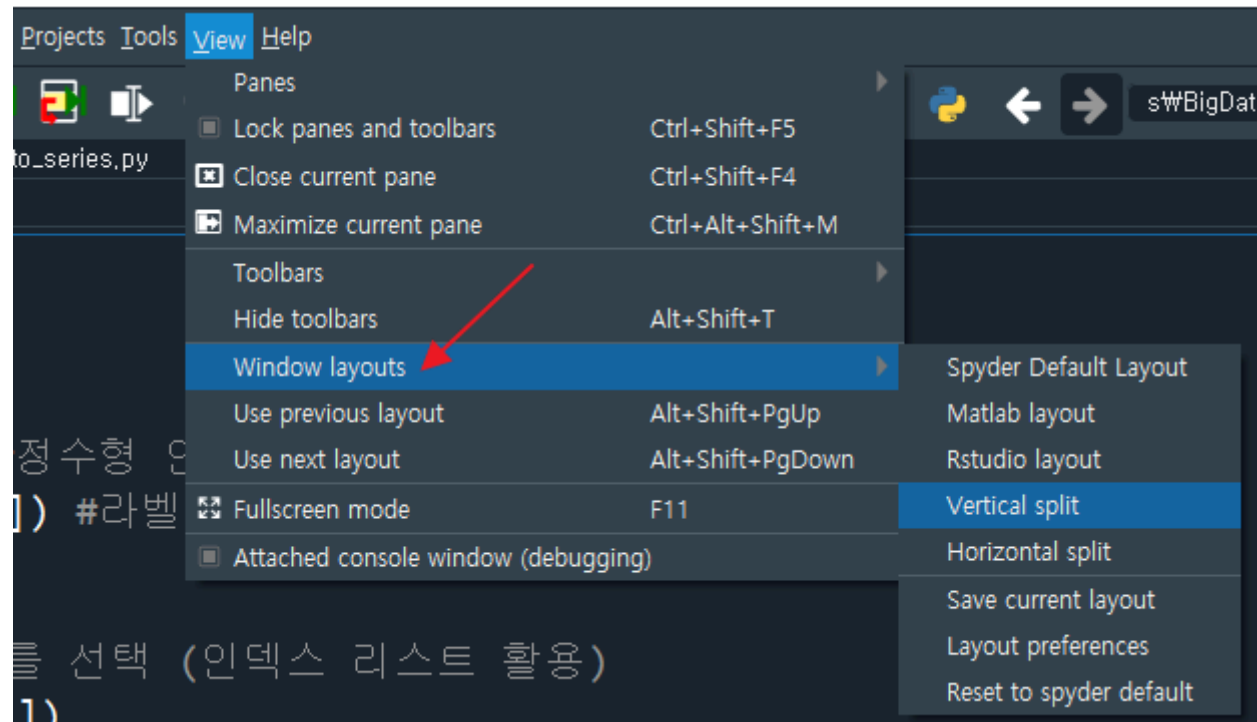 Projects Tools View Help
s₩BigDat
to_series.py
Panes
Lock panes and toolbars Ctrl+Shift+F5
Close current pane Ctrl+Shift+F4
Maximize current pane Ctrl+Alt+Shift+M
Toolbars
Hide toolbars Alt+Shift+T
Window layouts
Use previous layout Alt+Shift+PgUp
Use next layout Alt+Shift+PgDown
Fullscreen mode F11
Attached console window (debugging)
Spyder Default Layout
Matlab layout
Rstudio layout
Vertical split
Horizontal split
Save current layout
Layout preferences
Reset to spyder default
정수형
]) #라벨
를 선택 (인덱스 리스트 활용)
])